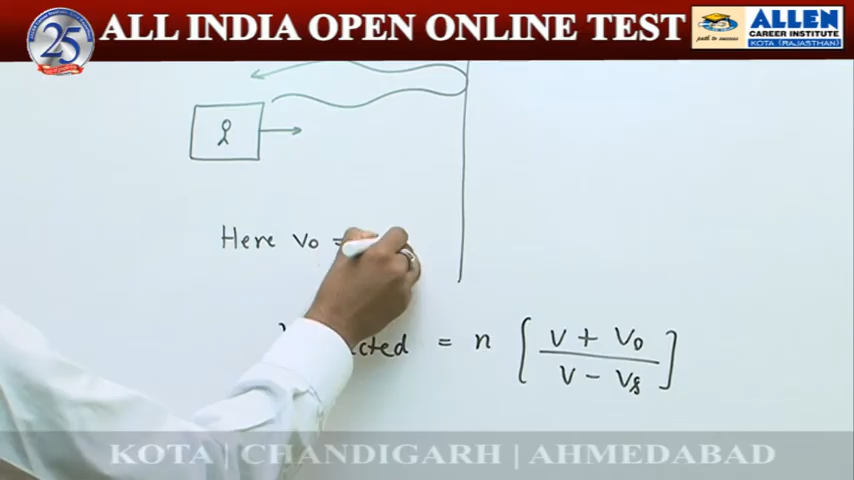 ALL INDIA OPEN ONLINE TEST
25
path to success
ALLEN
CAREER INSTITUTE
KOTA (RAJASTHAN)
Here v₀ =
cted = n [ (v + v₀) / (v - vₛ) ]
KOTA | CHANDIGARH | AHMEDABAD